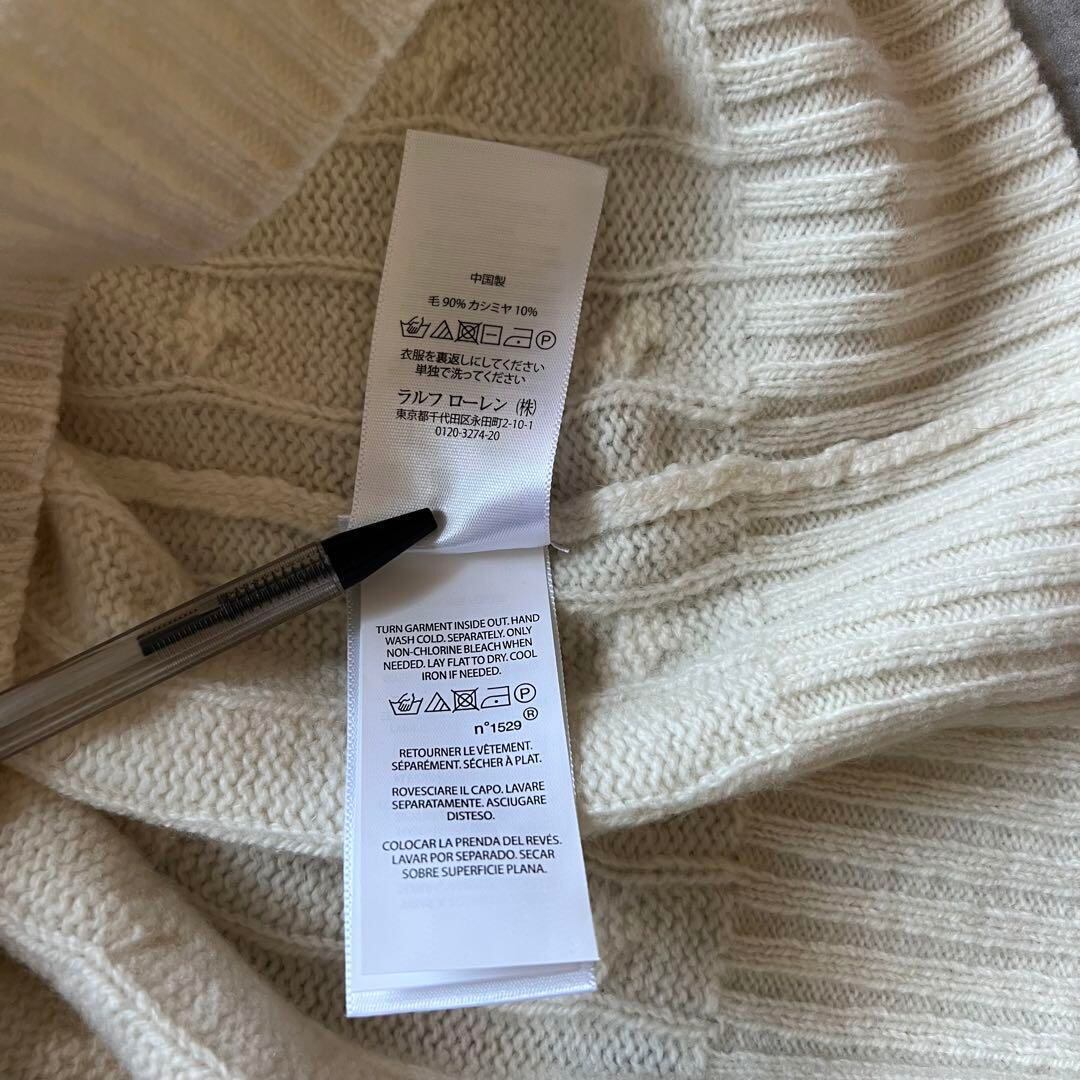 中国製
毛 90% カシミヤ 10%
P
衣服を裏返しにしてください
単独で洗ってください
ラルフ ローレン (株)
東京都千代田区永田町2-10-1
0120-3274-20
TURN GARMENT INSIDE OUT. HAND
WASH COLD. SEPARATELY. ONLY
NON-CHLORINE BLEACH WHEN
NEEDED. LAY FLAT TO DRY. COOL
IRON IF NEEDED.
P
n°1529 ®
RETOURNER LE VÊTEMENT.
SÉPARÉMENT. SÉCHER À PLAT.
ROVESCIARE IL CAPO. LAVARE
SEPARATAMENTE. ASCIUGARE
DISTESO.
COLOCAR LA PRENDA DEL REVÉS.
LAVAR POR SEPARADO. SECAR
SOBRE SUPERFICIE PLANA.